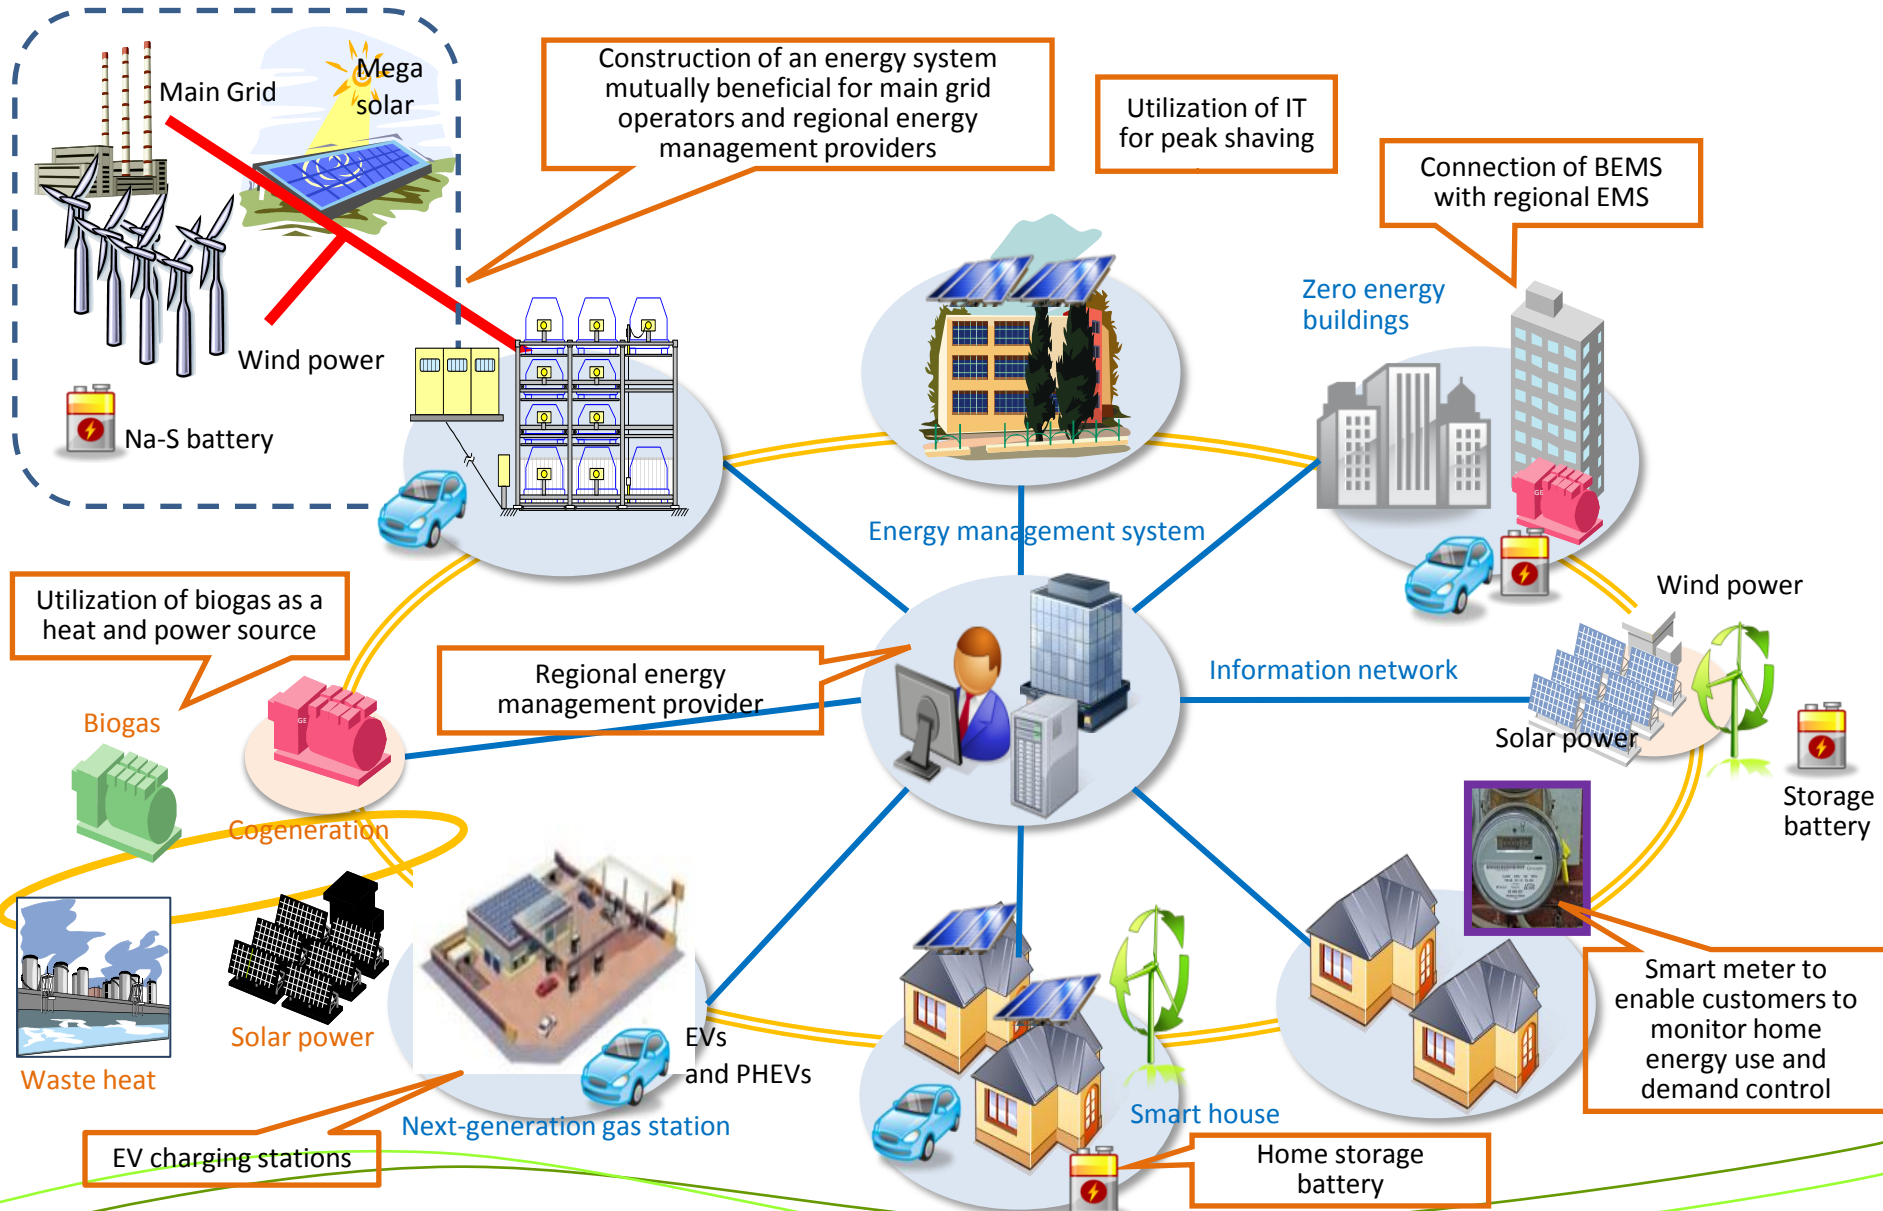 Main Grid
Mega
solar
Construction of an energy system
mutually beneficial for main grid
operators and regional energy
management providers
Utilization of IT
for peak shaving
Connection of BEMS
with regional EMS
Zero energy
buildings
Wind power
Na-S battery
Energy management system
Utilization of biogas as a
heat and power source
Wind power
Regional energy
management provider
Information network
Biogas
GE
GE
Solar power
Storage
battery
Cogeneration
Smart meter to
enable customers to
monitor home
energy use and
demand control
Solar power
Waste heat
EVs
and PHEVs
Next-generation gas station
Smart house
EV charging stations
Home storage
battery